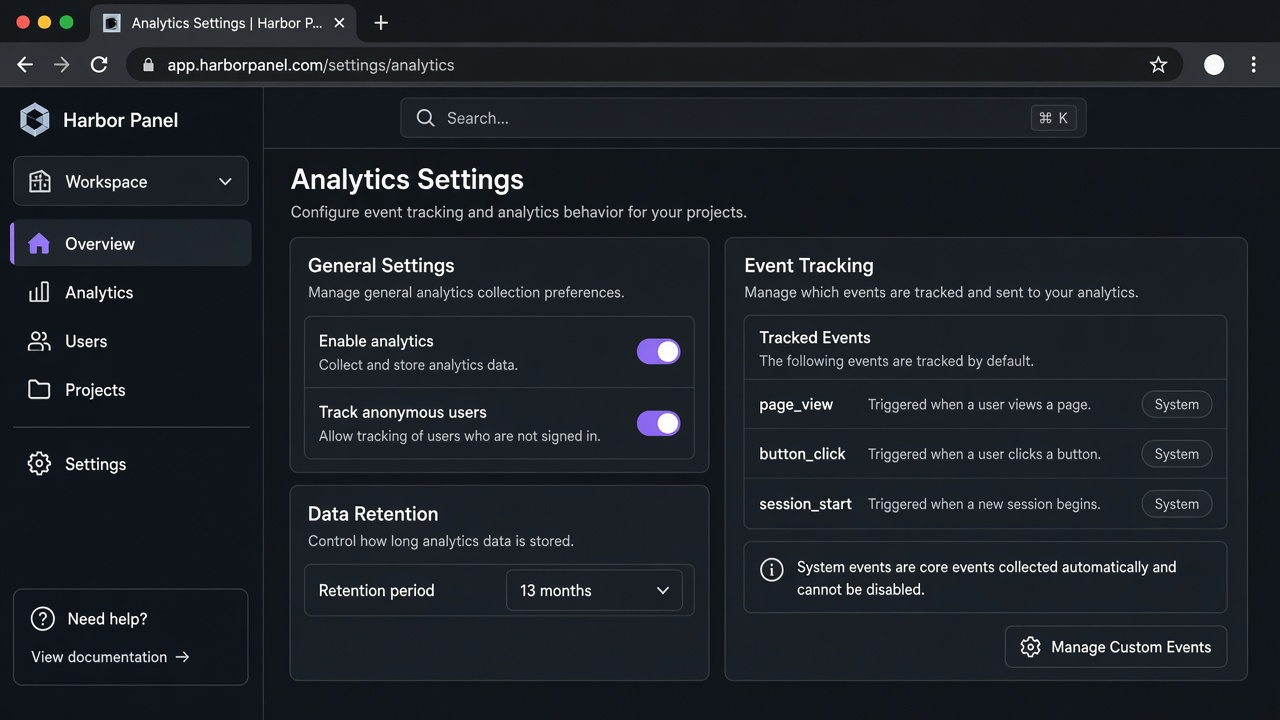 Analytics Settings | Harbor P...
app.harborpanel.com/settings/analytics
Harbor Panel
Search...
⌘ K
Workspace
Overview
Analytics
Users
Projects
Settings
Need help?
View documentation →
Analytics Settings
Configure event tracking and analytics behavior for your projects.
General Settings
Manage general analytics collection preferences.
Enable analytics
Collect and store analytics data.
Track anonymous users
Allow tracking of users who are not signed in.
Data Retention
Control how long analytics data is stored.
Retention period
13 months
Event Tracking
Manage which events are tracked and sent to your analytics.
Tracked Events
The following events are tracked by default.
page_view Triggered when a user views a page. System
button_click Triggered when a user clicks a button. System
session_start Triggered when a new session begins. System
System events are core events collected automatically and
cannot be disabled.
Manage Custom Events